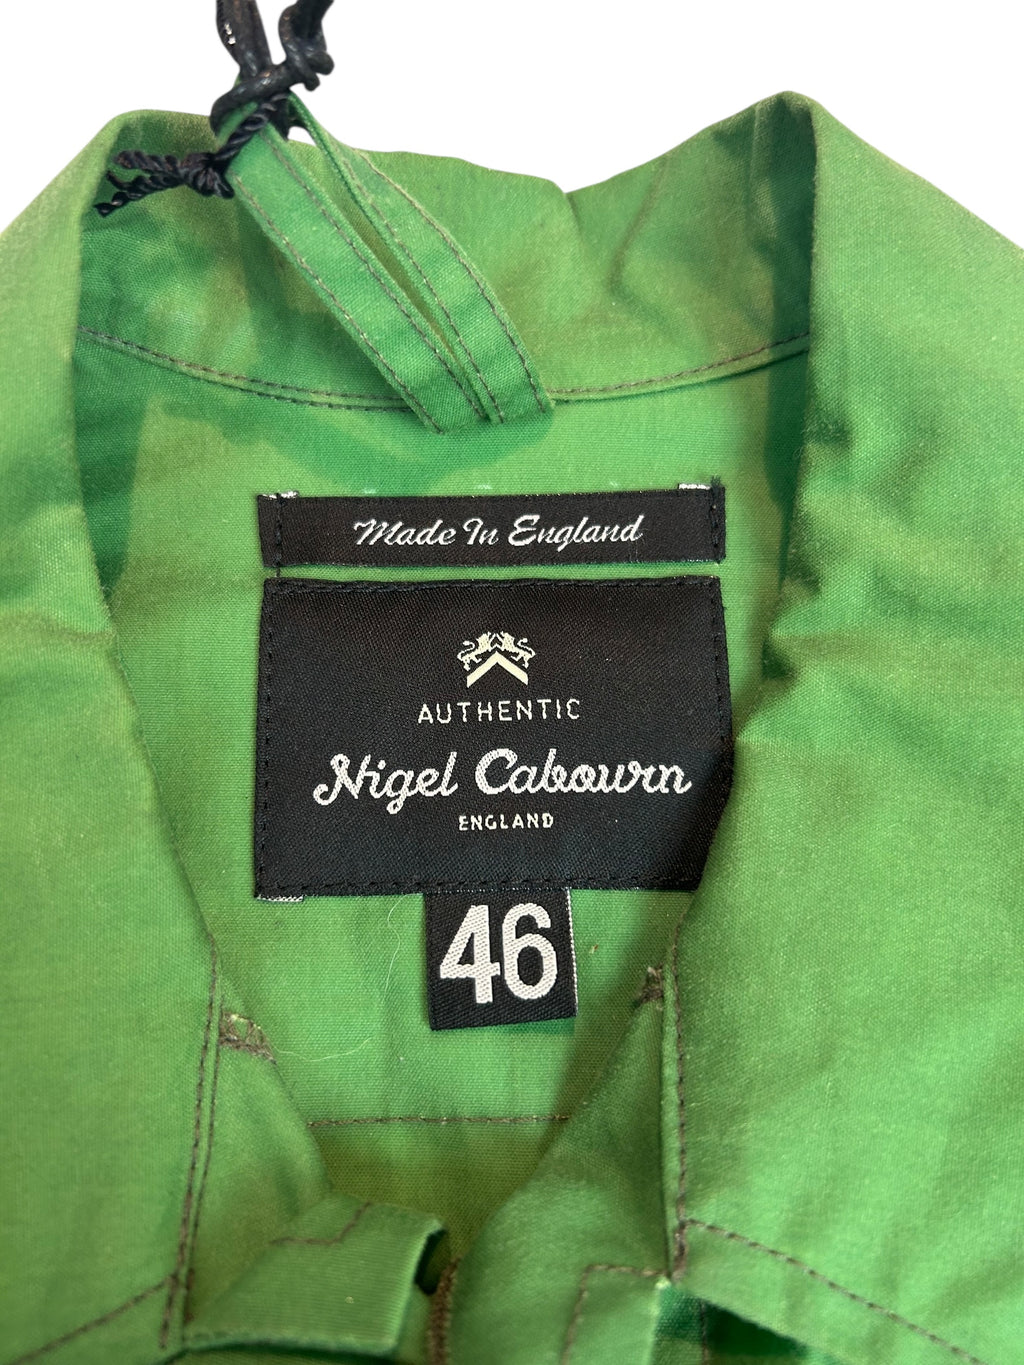 Made In England
AUTHENTIC
Nigel Cabourn
ENGLAND
46